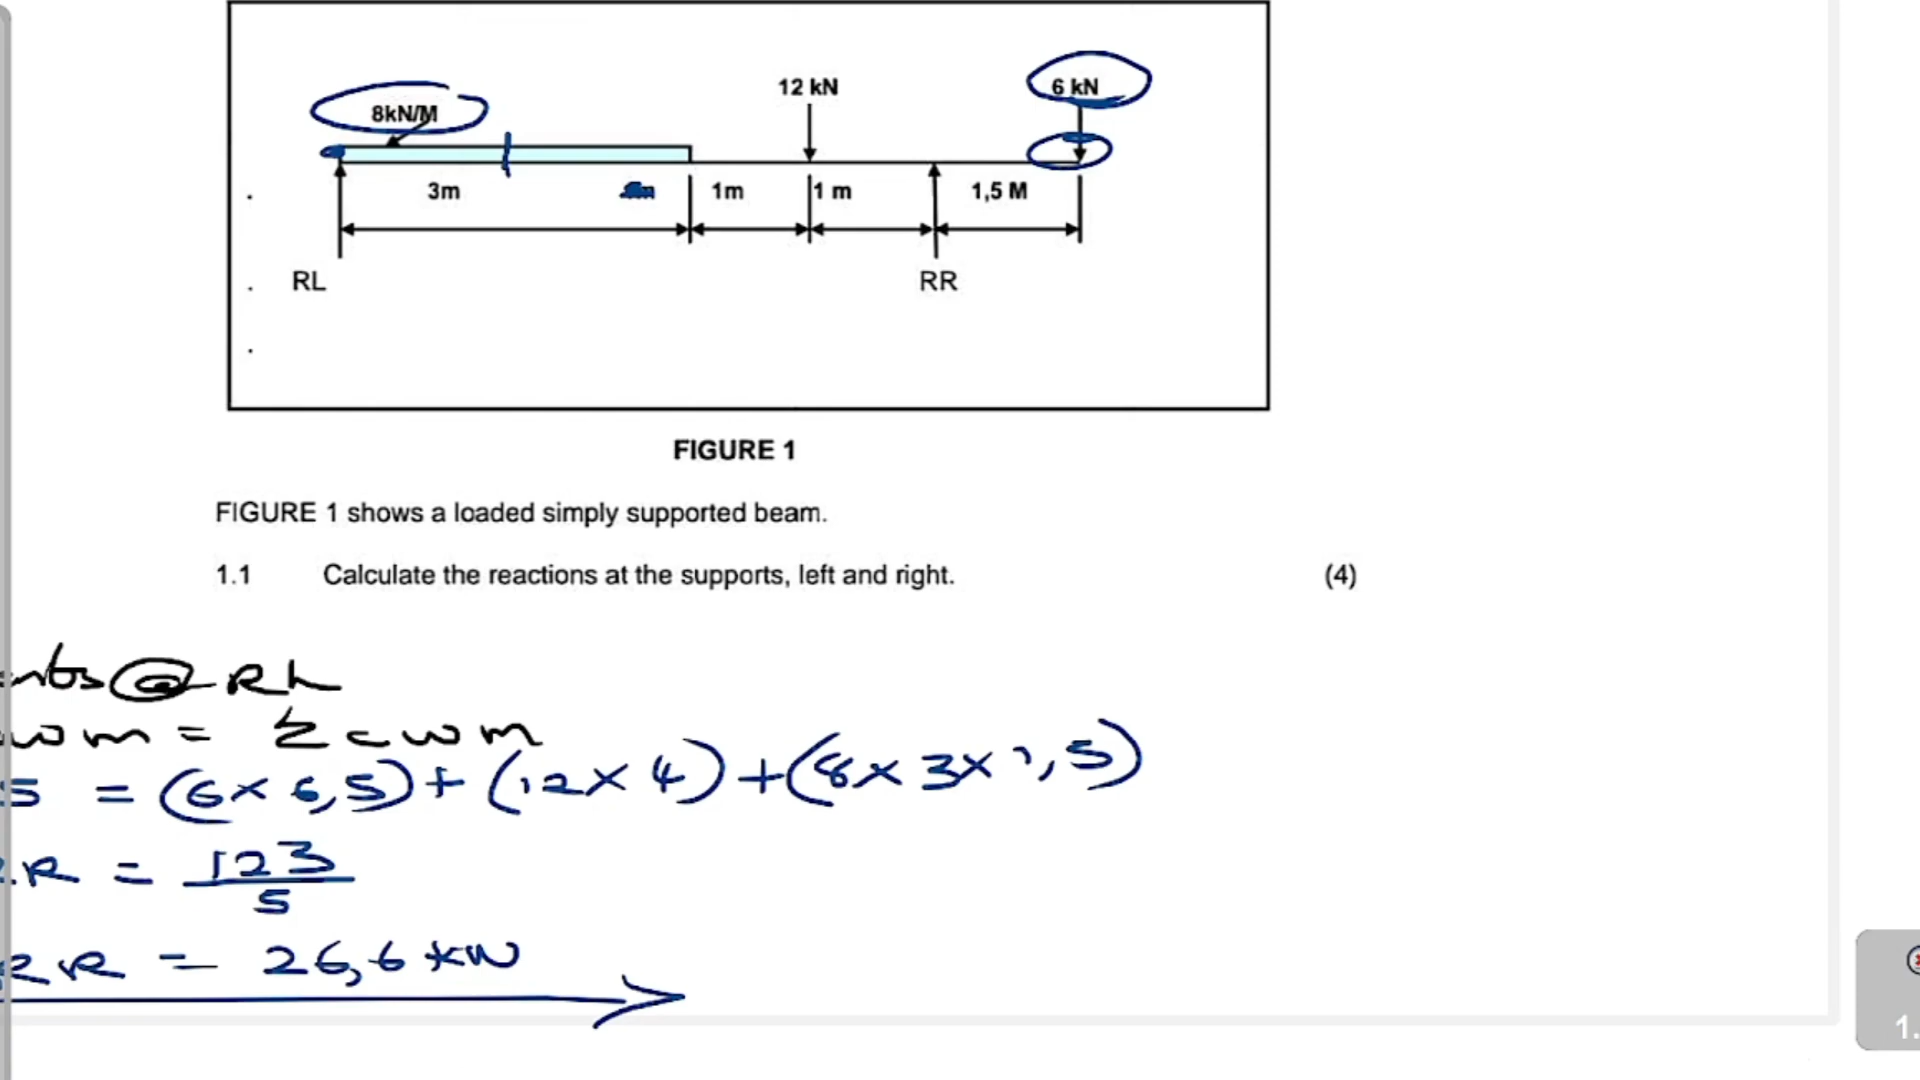 12 kN
6 kN
8kN/M
3m
1m
1 m
1,5 M
RL
RR
FIGURE 1
FIGURE 1 shows a loaded simply supported beam.
1.1 Calculate the reactions at the supports, left and right. (4)
@ RL
= Σcwm
5 = (6 x 6,5) + (12 x 4) + (8 x 3 x 1,5)
R = 123
5
RR = 26,6 kN
1.